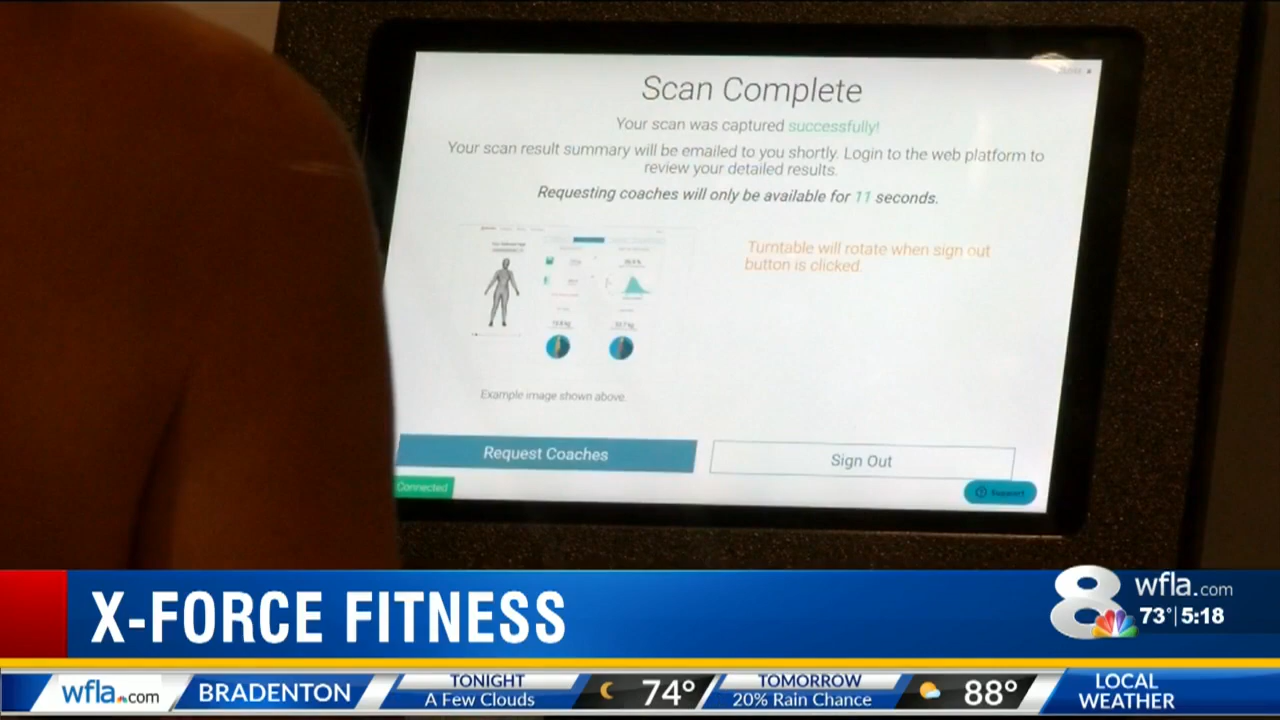 Scan Complete
Your scan was captured successfully!
Your scan result summary will be emailed to you shortly. Login to the web platform to
review your detailed results.
Requesting coaches will only be available for 11 seconds.
Turntable will rotate when sign out
button is clicked.
Example image shown above.
Request Coaches
Sign Out
Connected
Support
X-FORCE FITNESS
8
wfla.com
73° | 5:18
wfla.com
BRADENTON
TONIGHT
A Few Clouds
74°
TOMORROW
20% Rain Chance
88°
LOCAL
WEATHER